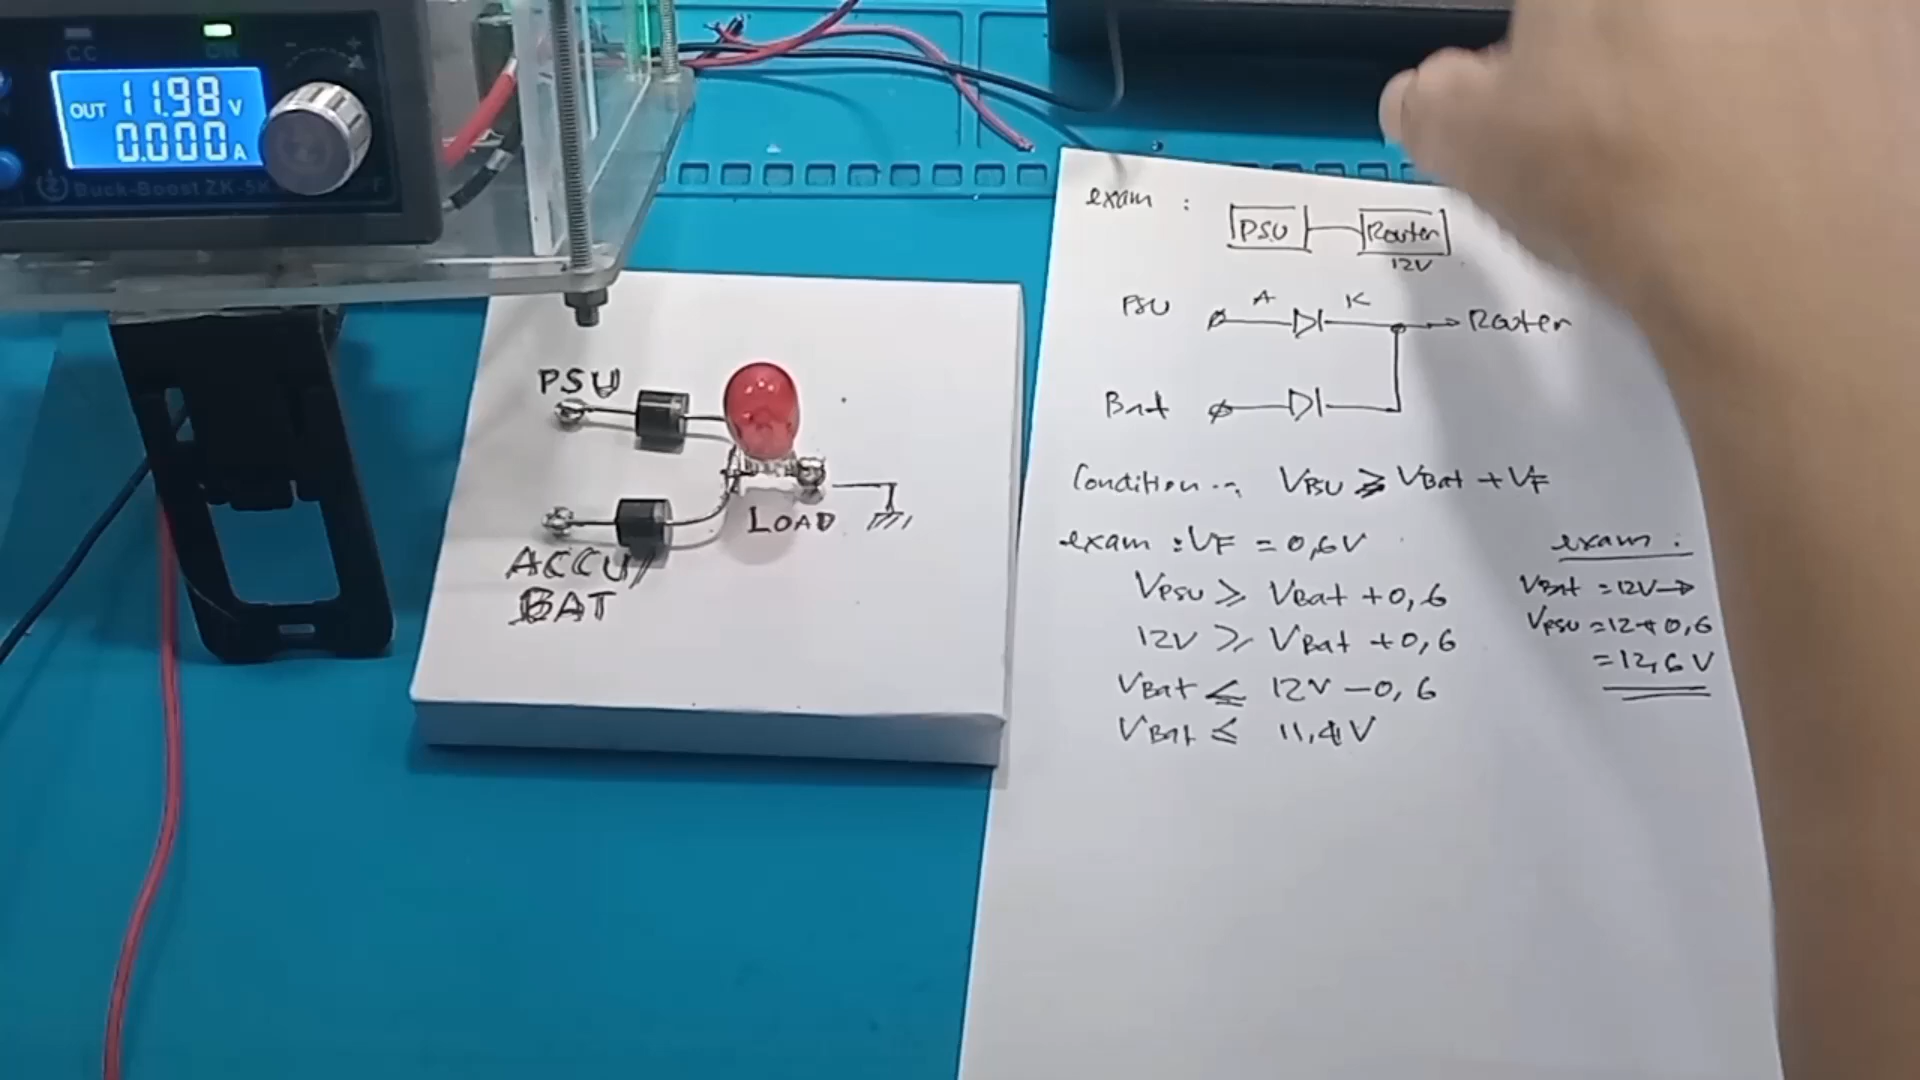 CC
ON
OUT 11.98 V
0.000 A
Buck-Boost ZK-5K
PSU
ACCU/
BAT
LOAD
exam :
PSU
Router
12V
PSU
A
K
Router
Bat
Condition : VPSU ≥ VBat + VF
exam : VF = 0,6V
VPSU ≥ VBat + 0,6
12V ≥ VBat + 0,6
VBat ≤ 12V - 0,6
VBat ≤ 11,4V
exam :
VBat = 12V →
VPSU = 12 + 0,6
= 12,6 V